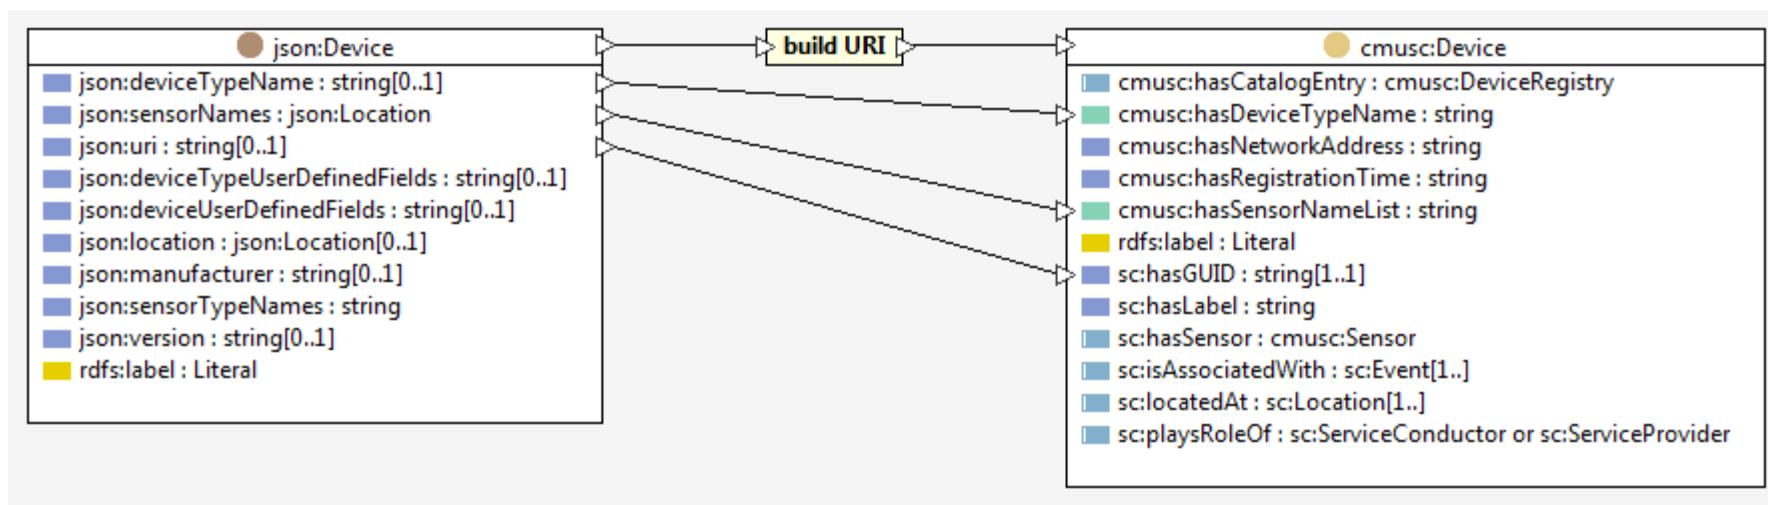 json:Device
json:deviceTypeName : string[0..1]
json:sensorNames : json:Location
json:uri : string[0..1]
json:deviceTypeUserDefinedFields : string[0..1]
json:deviceUserDefinedFields : string[0..1]
json:location : json:Location[0..1]
json:manufacturer : string[0..1]
json:sensorTypeNames : string
json:version : string[0..1]
rdfs:label : Literal
build URI
cmusc:Device
cmusc:hasCatalogEntry : cmusc:DeviceRegistry
cmusc:hasDeviceTypeName : string
cmusc:hasNetworkAddress : string
cmusc:hasRegistrationTime : string
cmusc:hasSensorNameList : string
rdfs:label : Literal
sc:hasGUID : string[1..1]
sc:hasLabel : string
sc:hasSensor : cmusc:Sensor
sc:isAssociatedWith : sc:Event[1..]
sc:locatedAt : sc:Location[1..]
sc:playsRoleOf : sc:ServiceConductor or sc:ServiceProvider